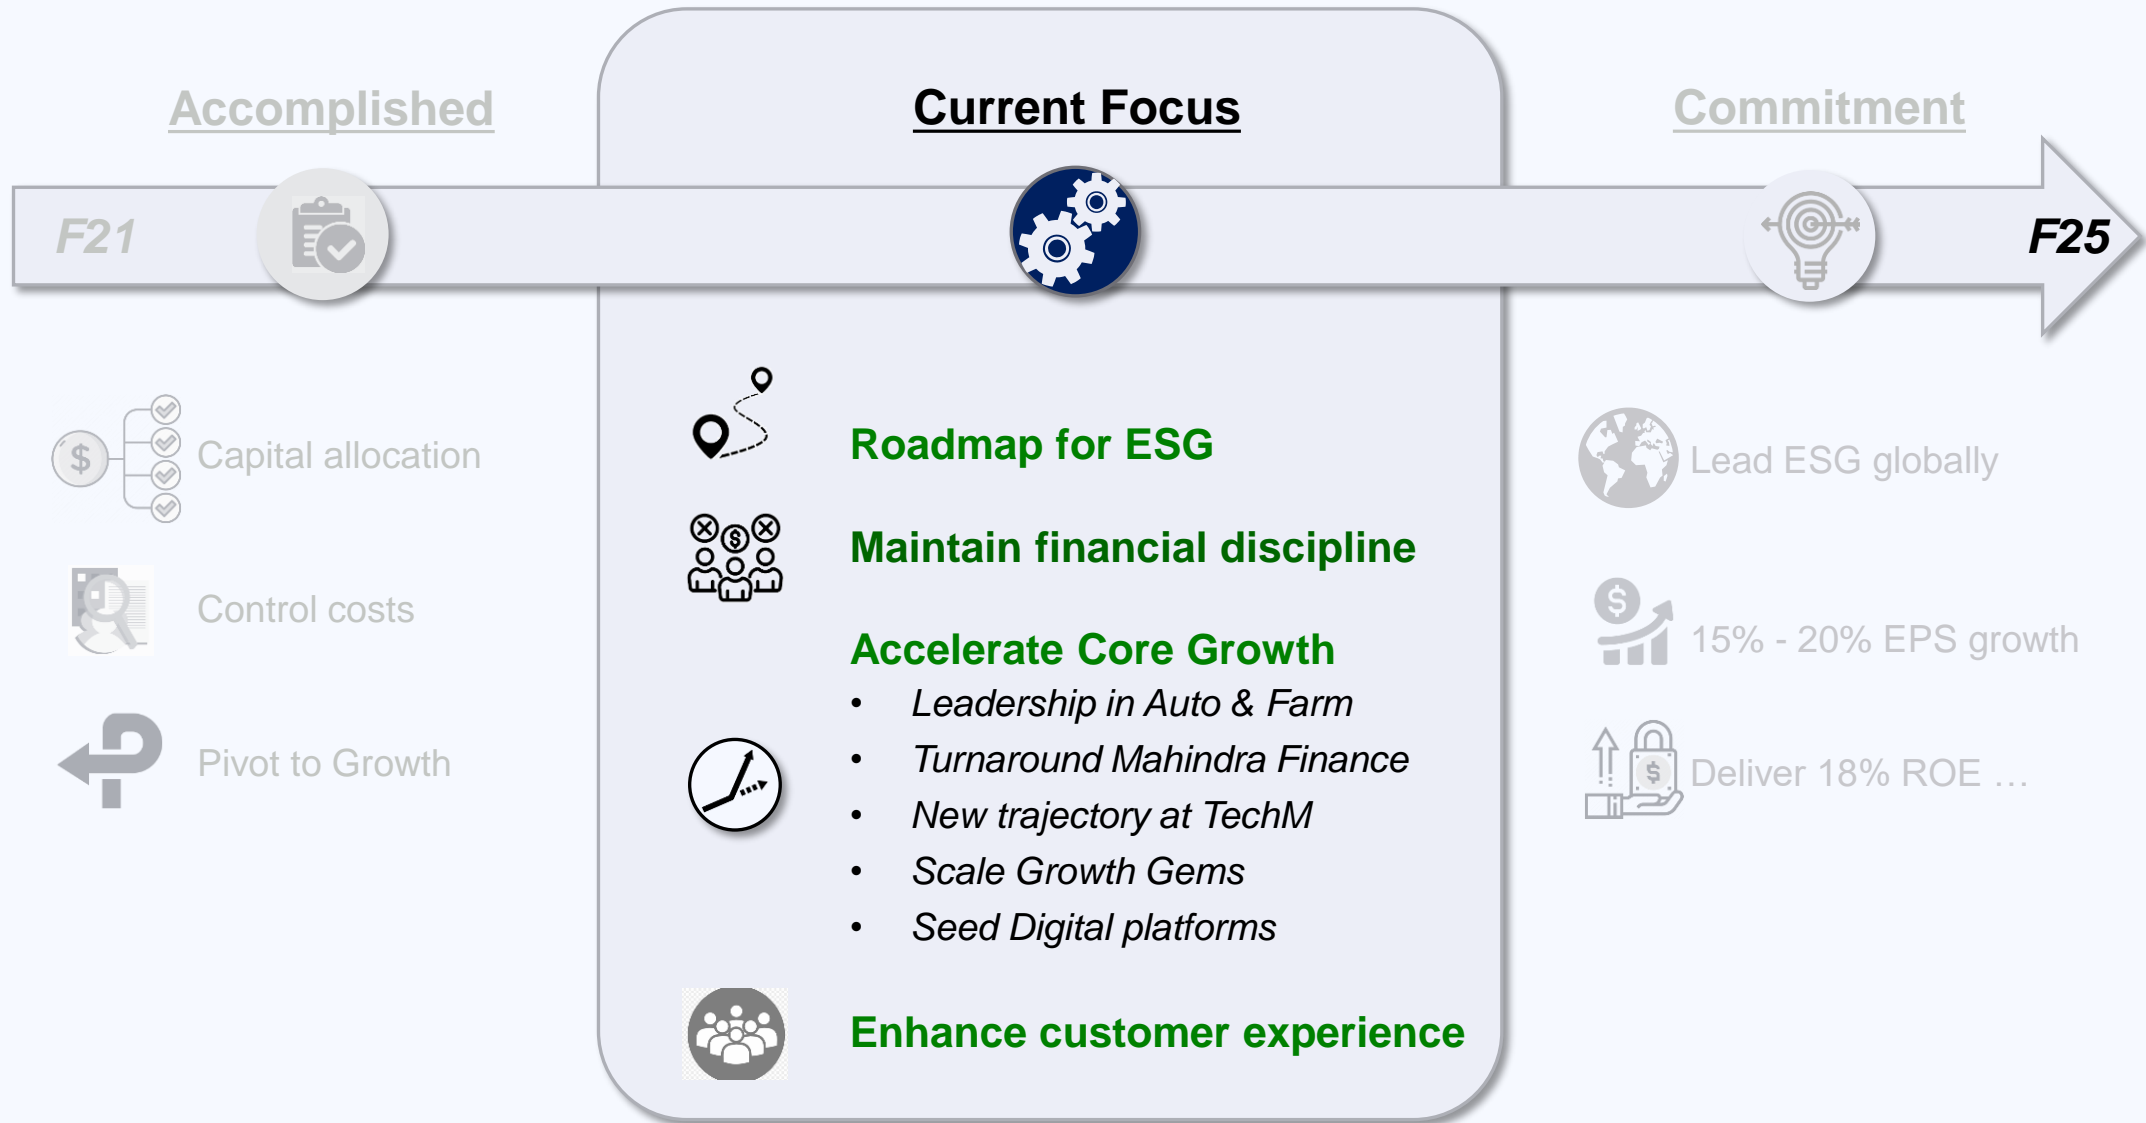 Accomplished
Current Focus
Commitment
F21
F25
Capital allocation
Control costs
Pivot to Growth
Roadmap for ESG
Maintain financial discipline
Accelerate Core Growth
• Leadership in Auto & Farm
• Turnaround Mahindra Finance
• New trajectory at TechM
• Scale Growth Gems
• Seed Digital platforms
Enhance customer experience
Lead ESG globally
15% - 20% EPS growth
Deliver 18% ROE …